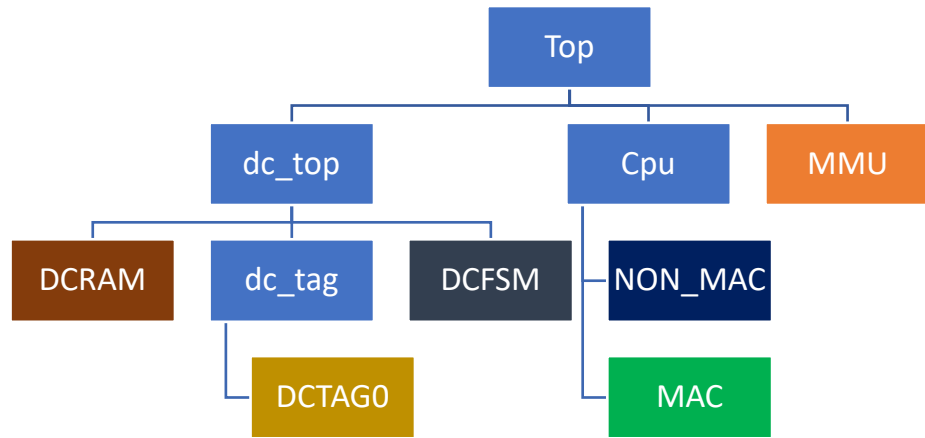 Top
dc_top
Cpu
MMU
DCRAM
dc_tag
DCFSM
NON_MAC
DCTAG0
MAC